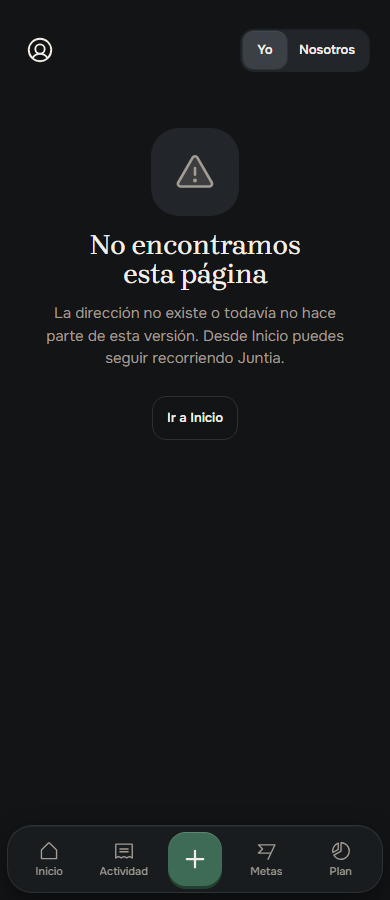 Yo
Nosotros
No encontramos
esta página
La dirección no existe o todavía no hace
parte de esta versión. Desde Inicio puedes
seguir recorriendo Juntia.
Ir a Inicio
Inicio
Actividad
Metas
Plan